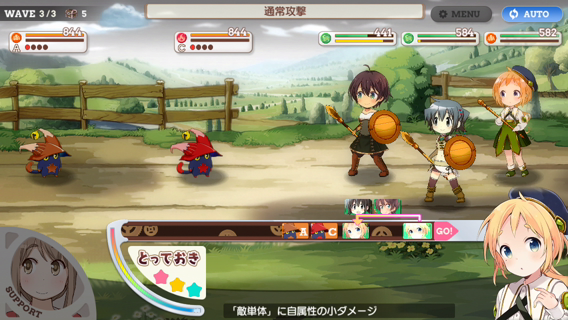 WAVE 3/3
5
通常攻撃
MENU
AUTO
844
A
844
C
441
584
582
A
C
GO!
とっておき
SUPPORT
「敵単体」に自属性の小ダメージ